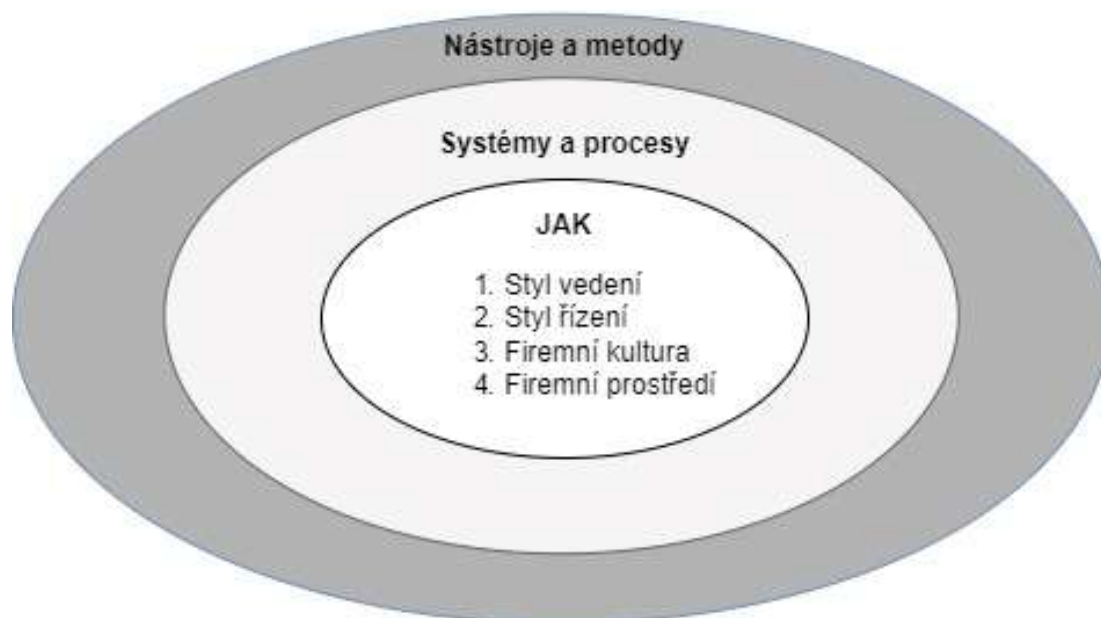 Nástroje a metody
Systémy a procesy
JAK
1. Styl vedení
2. Styl řízení
3. Firemní kultura
4. Firemní prostředí